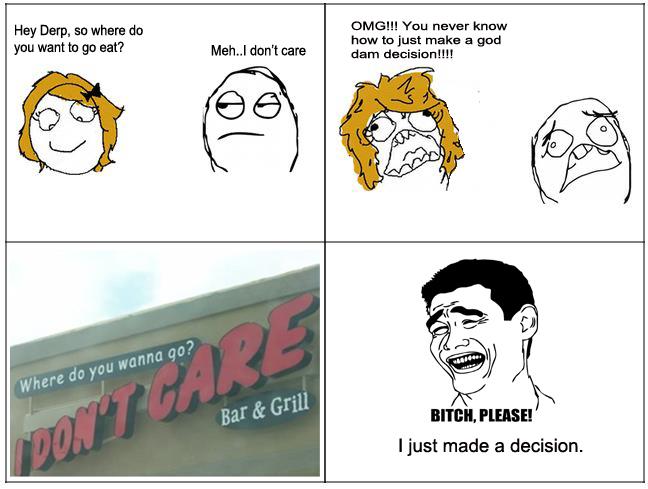 Hey Derp, so where do
you want to go eat?
Meh..I don't care
OMG!!! You never know
how to just make a god
dam decision!!!!
Where do you wanna go?
I DON'T CARE
Bar & Grill
BITCH, PLEASE!
I just made a decision.